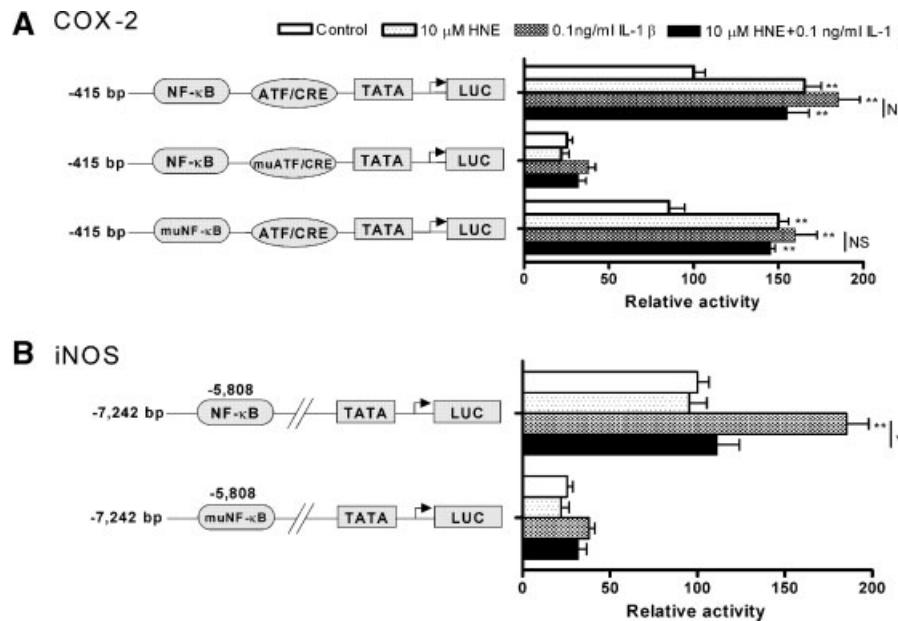 A COX-2
Control 10 μM HNE 0.1ng/ml IL-1 β 10 μM HNE+0.1 ng/ml IL-1
-415 bp NF-κB ATF/CRE TATA LUC ** ** ** N
-415 bp NF-κB muATF/CRE TATA LUC
-415 bp muNF-κB ATF/CRE TATA LUC ** ** ** NS
0 50 100 150 200
Relative activity
B iNOS
-5,808
-7,242 bp NF-κB TATA LUC **
-5,808
-7,242 bp muNF-κB TATA LUC
0 50 100 150 200
Relative activity